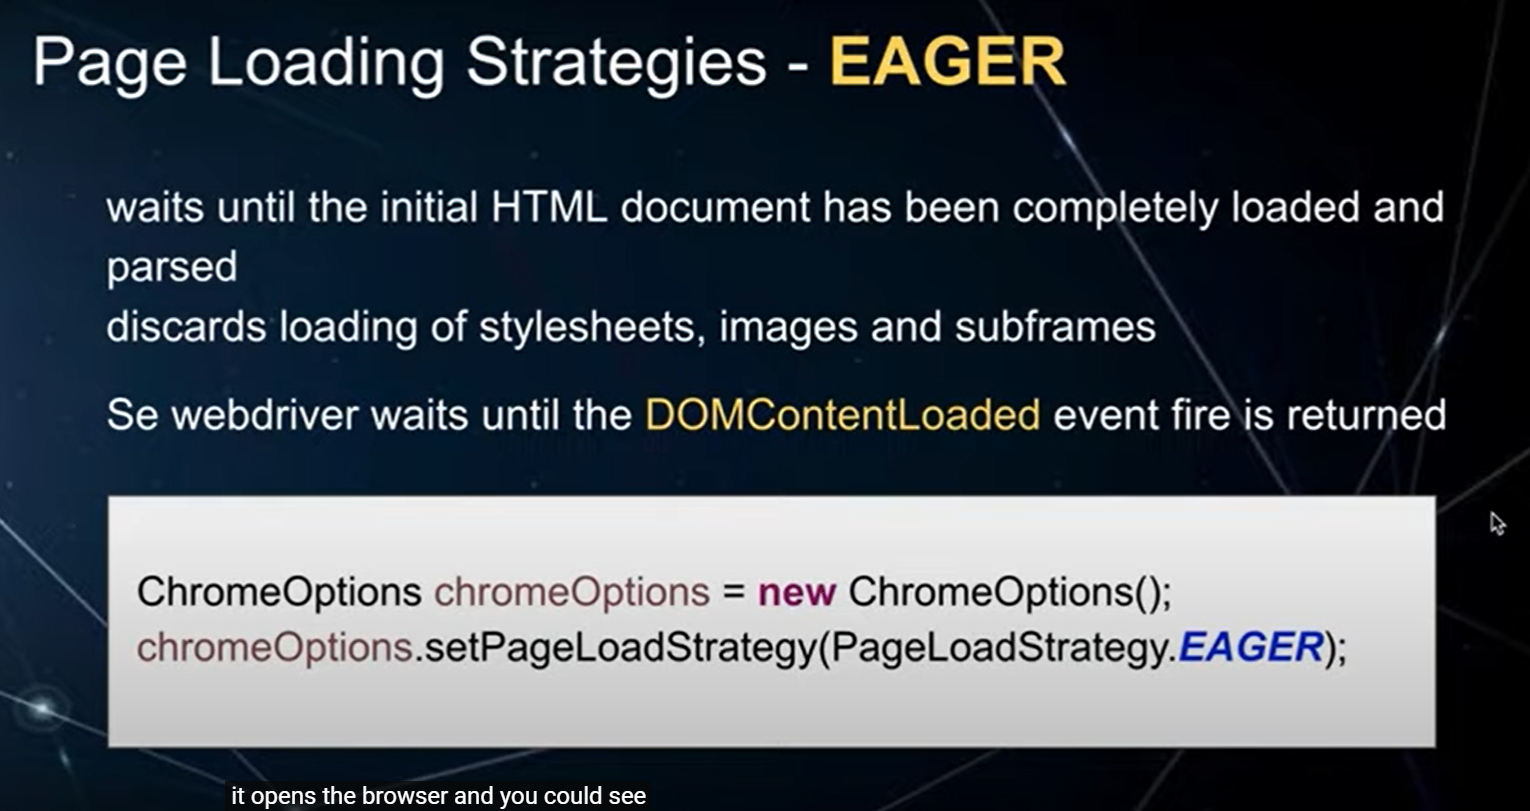 Page Loading Strategies - EAGER
waits until the initial HTML document has been completely loaded and
parsed
discards loading of stylesheets, images and subframes
Se webdriver waits until the DOMContentLoaded event fire is returned
ChromeOptions chromeOptions = new ChromeOptions();
chromeOptions.setPageLoadStrategy(PageLoadStrategy.EAGER);
it opens the browser and you could see